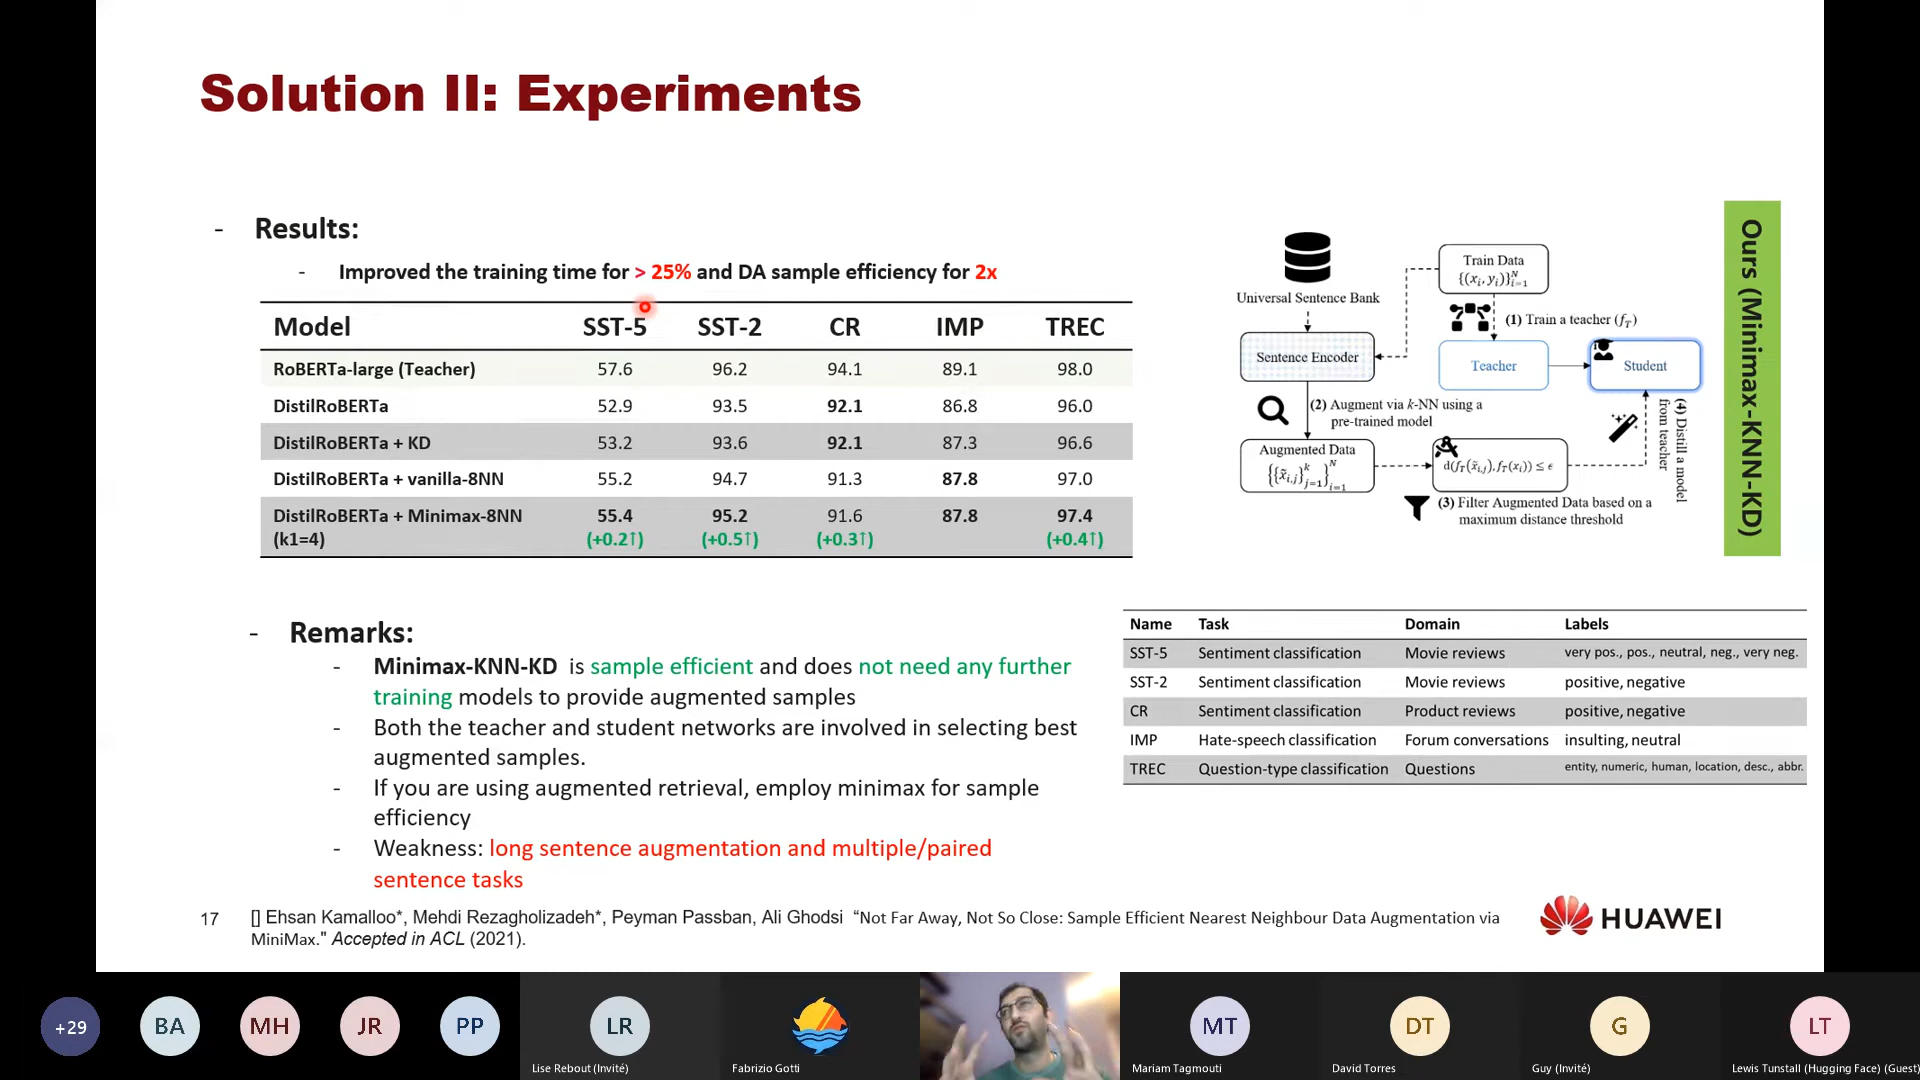 Solution II: Experiments
- Results:
- Improved the training time for > 25% and DA sample efficiency for 2x
Model SST-5 SST-2 CR IMP TREC
RoBERTa-large (Teacher) 57.6 96.2 94.1 89.1 98.0
DistilRoBERTa 52.9 93.5 92.1 86.8 96.0
DistilRoBERTa + KD 53.2 93.6 92.1 87.3 96.6
DistilRoBERTa + vanilla-8NN 55.2 94.7 91.3 87.8 97.0
DistilRoBERTa + Minimax-8NN 55.4 95.2 91.6 87.8 97.4
(k1=4) (+0.2↑) (+0.5↑) (+0.3↑) (+0.4↑)
Universal Sentence Bank
Sentence Encoder
Train Data
{(x_i, y_i)}_{i=1}^N
(1) Train a teacher (f_T)
Teacher
Student
(2) Augment via k-NN using a
pre-trained model
Augmented Data
{{x̃_{i,j}}_{j=1}^k}_{i=1}^N
d(f_T(x̃_{i,j}), f_T(x_i)) ≤ ϵ
(3) Filter Augmented Data based on a
maximum distance threshold
(4) Distill a model
from teacher
Ours (Minimax-KNN-KD)
- Remarks:
- Minimax-KNN-KD is sample efficient and does not need any further
training models to provide augmented samples
- Both the teacher and student networks are involved in selecting best
augmented samples.
- If you are using augmented retrieval, employ minimax for sample
efficiency
- Weakness: long sentence augmentation and multiple/paired
sentence tasks
Name Task Domain Labels
SST-5 Sentiment classification Movie reviews very pos., pos., neutral, neg., very neg.
SST-2 Sentiment classification Movie reviews positive, negative
CR Sentiment classification Product reviews positive, negative
IMP Hate-speech classification Forum conversations insulting, neutral
TREC Question-type classification Questions entity, numeric, human, location, desc., abbr.
17
[] Ehsan Kamalloo*, Mehdi Rezagholizadeh*, Peyman Passban, Ali Ghodsi “Not Far Away, Not So Close: Sample Efficient Nearest Neighbour Data Augmentation via
MiniMax." Accepted in ACL (2021).
HUAWEI
+29
BA
MH
JR
PP
LR
Lise Rebout (Invité)
Fabrizio Gotti
MT
Mariam Tagmouti
DT
David Torres
G
Guy (Invité)
LT
Lewis Tunstall (Hugging Face) (Guest)